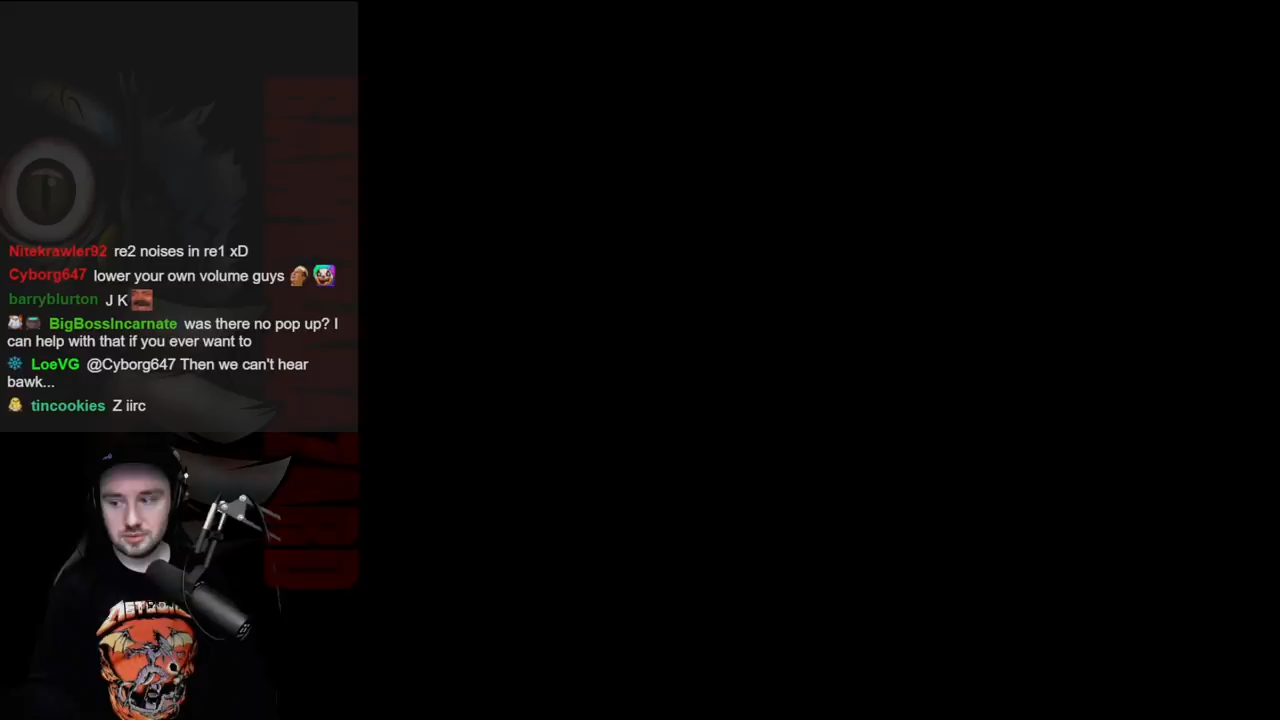 Nitekrawler92 re2 noises in re1 xD
Cyborg647 lower your own volume guys
barryblurton J K
BigBossIncarnate was there no pop up? I
can help with that if you ever want to
LoeVG @Cyborg647 Then we can't hear
bawk...
tincookies Z iirc